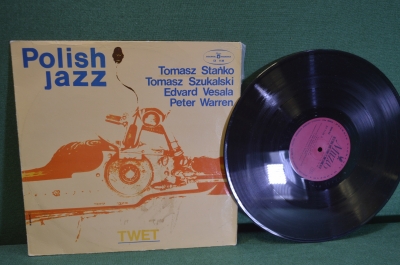 Polish
jazz
Tomasz Stańko
Tomasz Szukalski
Edvard Vesala
Peter Warren
TWET